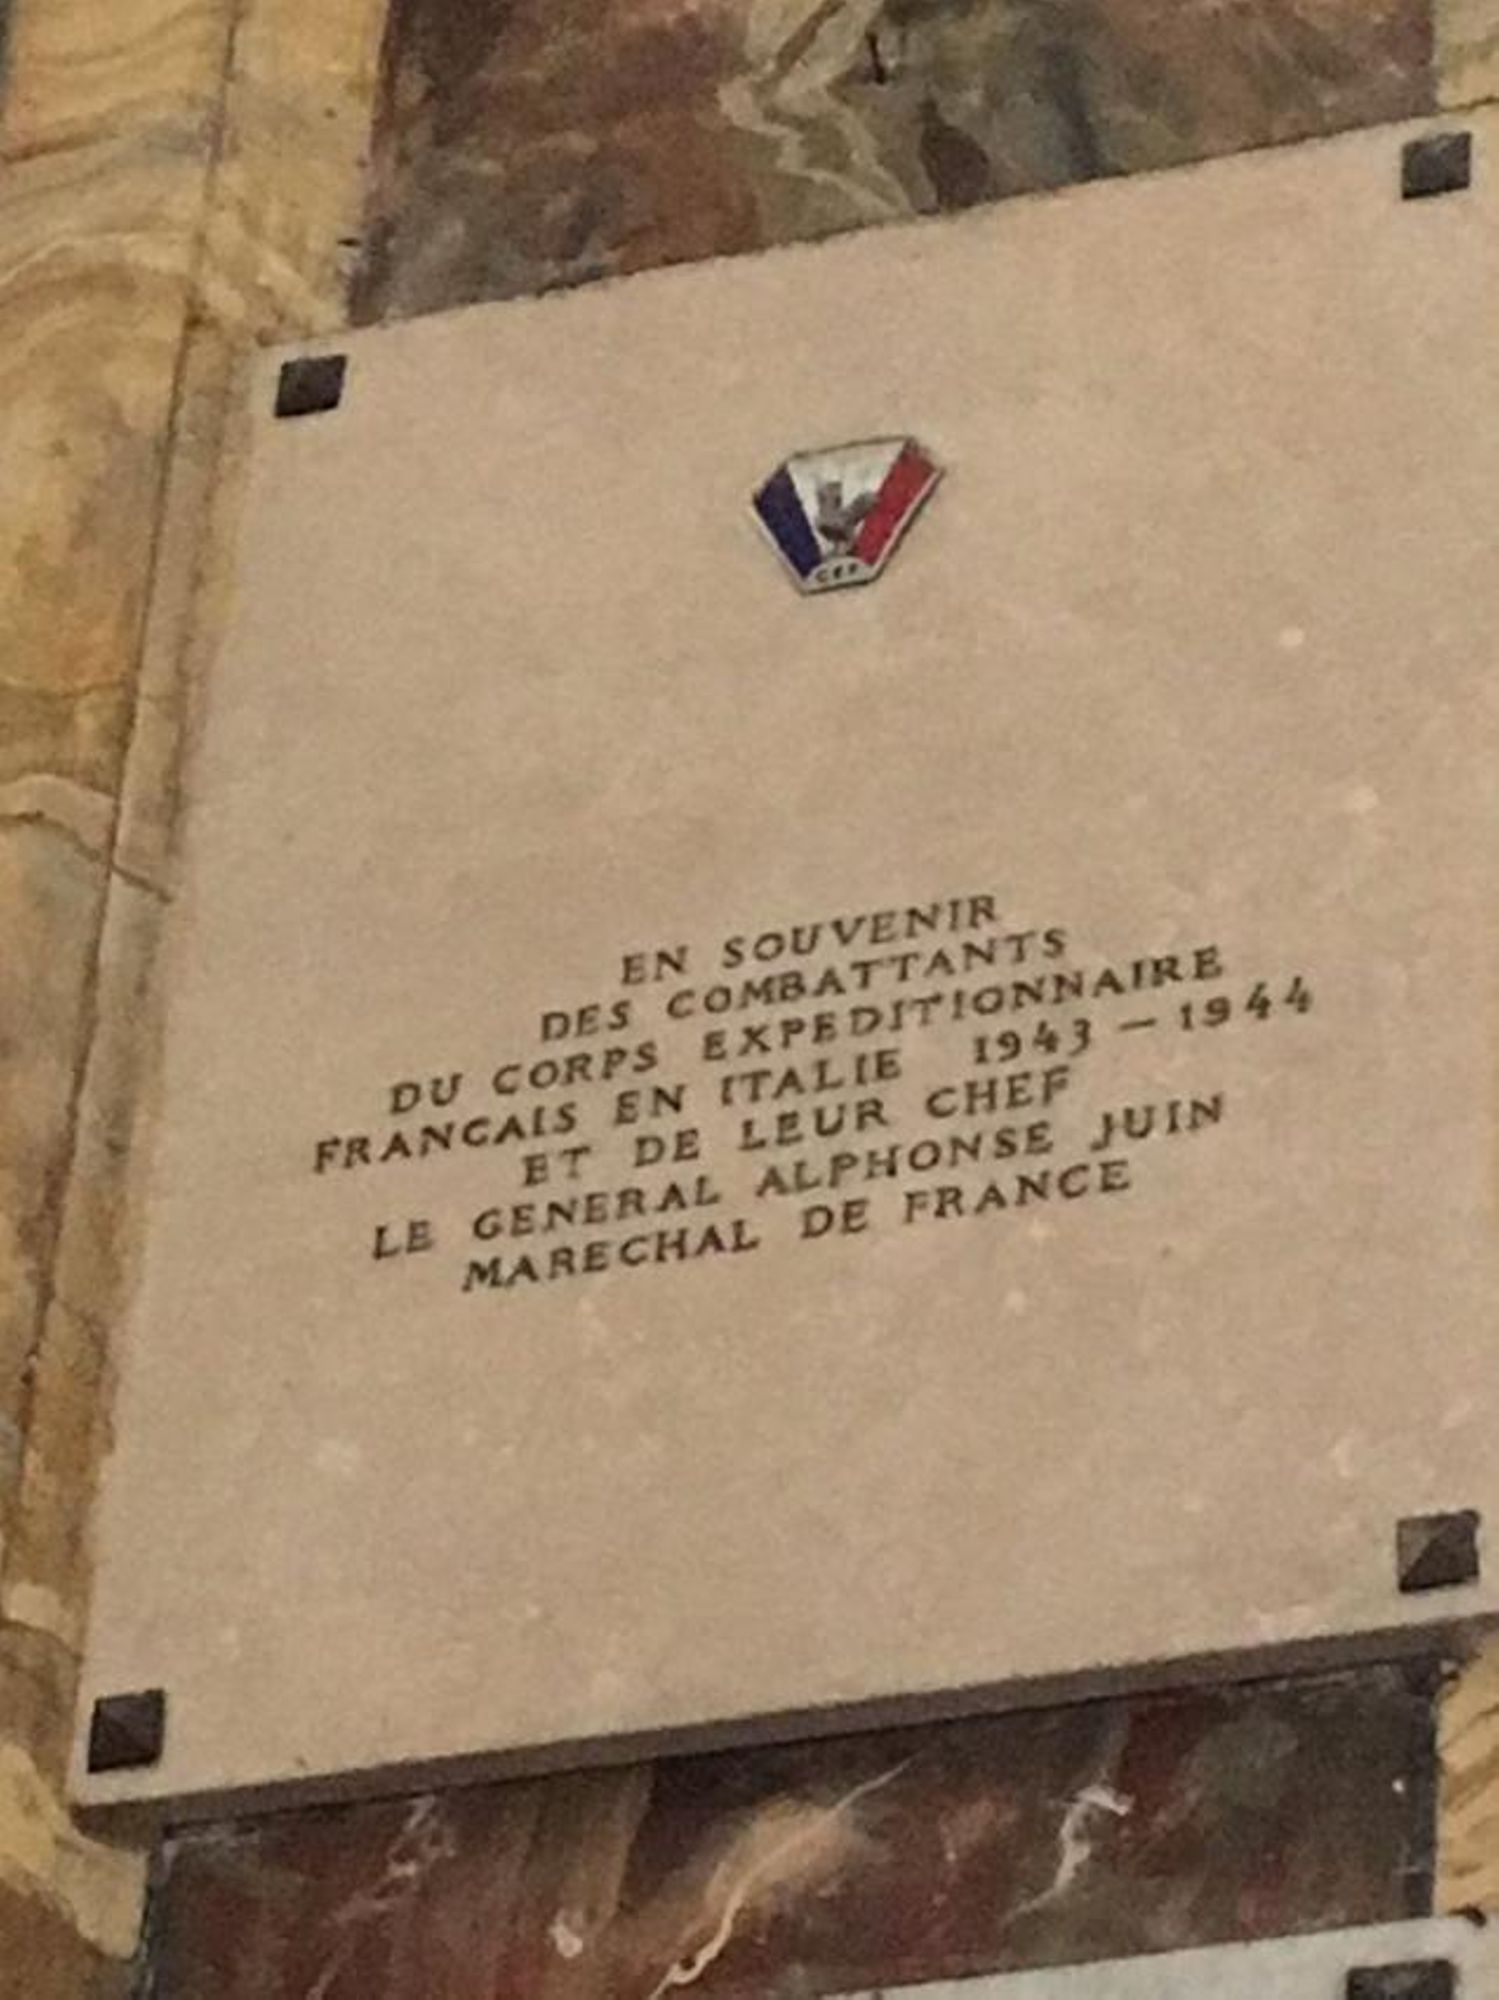 CEF
EN SOUVENIR
DES COMBATTANTS
DU CORPS EXPEDITIONNAIRE
FRANCAIS EN ITALIE 1943 – 1944
ET DE LEUR CHEF
LE GENERAL ALPHONSE JUIN
MARECHAL DE FRANCE